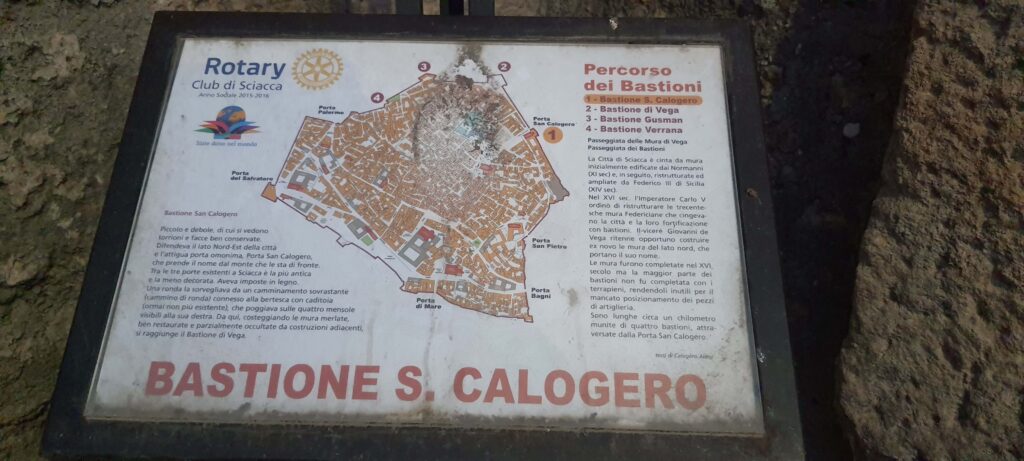 Rotary
Club di Sciacca
Anno Sociale 2015-2016
Siate dono nel mondo
3
2
4
Porta
Palermo
Porta
San Calogero
1
Porta
del Salvatore
Porta
San Pietro
Porta
Bagni
Porta
di Mare
Bastione San Calogero
Piccolo e debole, di cui si vedono
torrioni e facce ben conservate.
Difendeva il lato Nord-Est della città
e l'attigua porta omonima, Porta San Calogero,
che prende il nome dal monte che le sta di fronte.
Tra le tre porte esistenti a Sciacca è la più antica
e la meno decorata. Aveva imposte in legno.
Una ronda la sorvegliava da un camminamento sovrastante
(cammino di ronda) connesso alla bertesca con caditoia
(ormai non più esistente), che poggiava sulle quattro mensole
visibili alla sua destra. Da qui, costeggiando le mura merlate,
ben restaurate e parzialmente occultate da costruzioni adiacenti,
si raggiunge il Bastione di Vega.
Percorso
dei Bastioni
1 - Bastione S. Calogero
2 - Bastione di Vega
3 - Bastione Gusman
4 - Bastione Verrana
Passeggiata delle Mura di Vega
Passeggiata dei Bastioni
La Città di Sciacca è cinta da mura
inizialmente edificate dai Normanni
(XI sec) e, in seguito, ristrutturate ed
ampliate da Federico III di Sicilia
(XIV sec).
Nel XVI sec. l'Imperatore Carlo V
ordinò di ristrutturare le trecente-
sche mura Federiciane che cingeva-
no la città e la loro fortificazione
con bastioni. Il viceré Giovanni de
Vega ritenne opportuno costruire
ex novo le mura del lato nord, che
portano il suo nome.
Le mura furono completate nel XVI
secolo ma la maggior parte dei
bastioni non fu completata con i
terrapieni, rendendoli inutili per il
mancato posizionamento dei pezzi
di artiglieria.
Sono lunghe circa un chilometro
munite di quattro bastioni, attra-
versate dalla Porta San Calogero.
testi di Calogero
BASTIONE S. CALOGERO